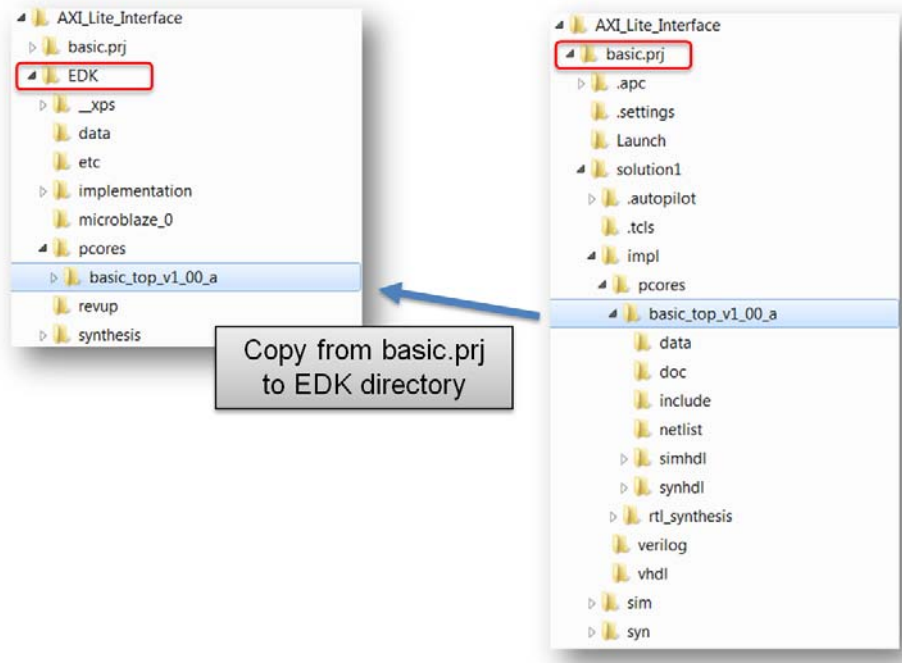 AXI_Lite_Interface
basic.prj
EDK
__xps
data
etc
implementation
microblaze_0
pcores
basic_top_v1_00_a
revup
synthesis
Copy from basic.prj
to EDK directory
AXI_Lite_Interface
basic.prj
.apc
.settings
Launch
solution1
.autopilot
.tcls
impl
pcores
basic_top_v1_00_a
data
doc
include
netlist
simhdl
synhdl
rtl_synthesis
verilog
vhdl
sim
syn